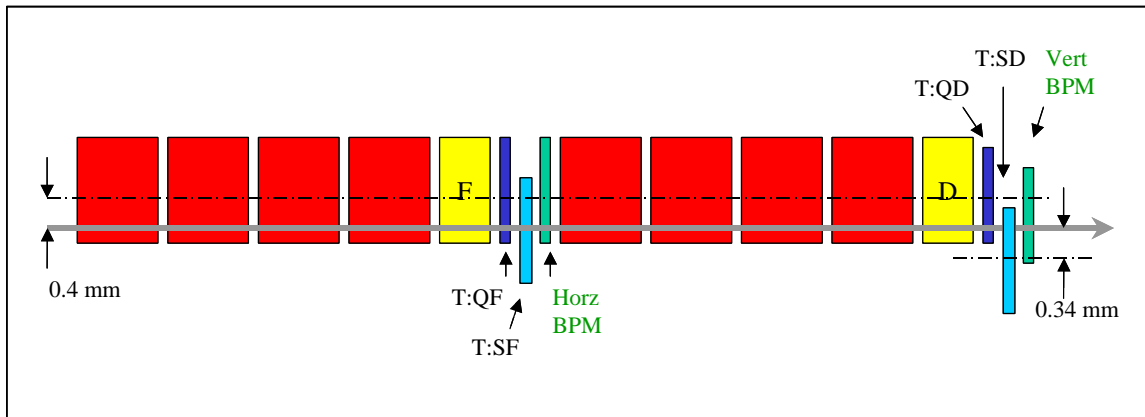 T:SD
Vert
BPM
T:QD
F
D
0.4 mm
T:QF
Horz
BPM
T:SF
0.34 mm